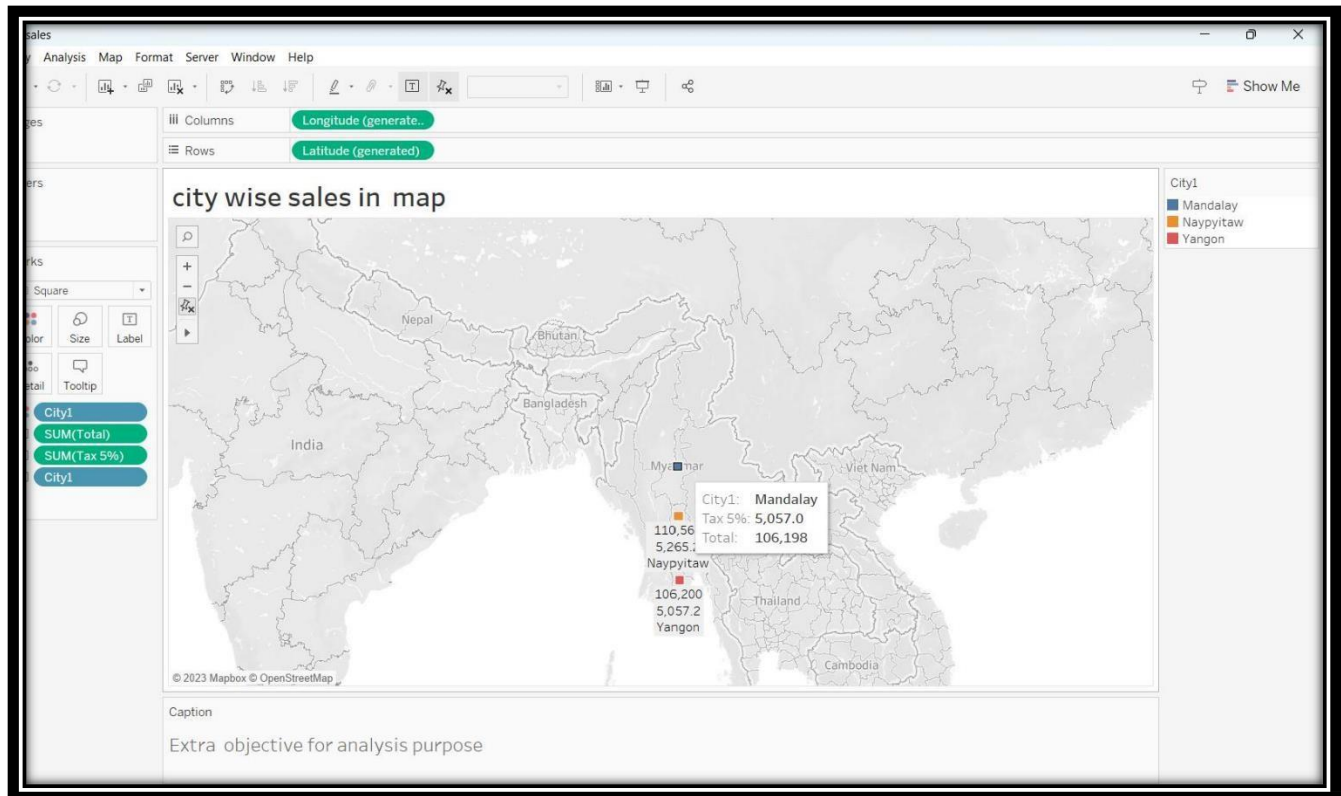 sales
Analysis Map Format Server Window Help
Show Me
Columns Longitude (generate..
Rows Latitude (generated)
Square
Size Label
Tooltip
City1
SUM(Total)
SUM(Tax 5%)
City1
city wise sales in map
Nepal
Bhutan
Bangladesh
India
Viet Nam
City1: Mandalay
Tax 5%: 5,057.0
Total: 106,198
Naypyitaw
106,200
5,057.2
Yangon
Thailand
Cambodia
© 2023 Mapbox © OpenStreetMap
City1
Mandalay
Naypyitaw
Yangon
Caption
Extra objective for analysis purpose